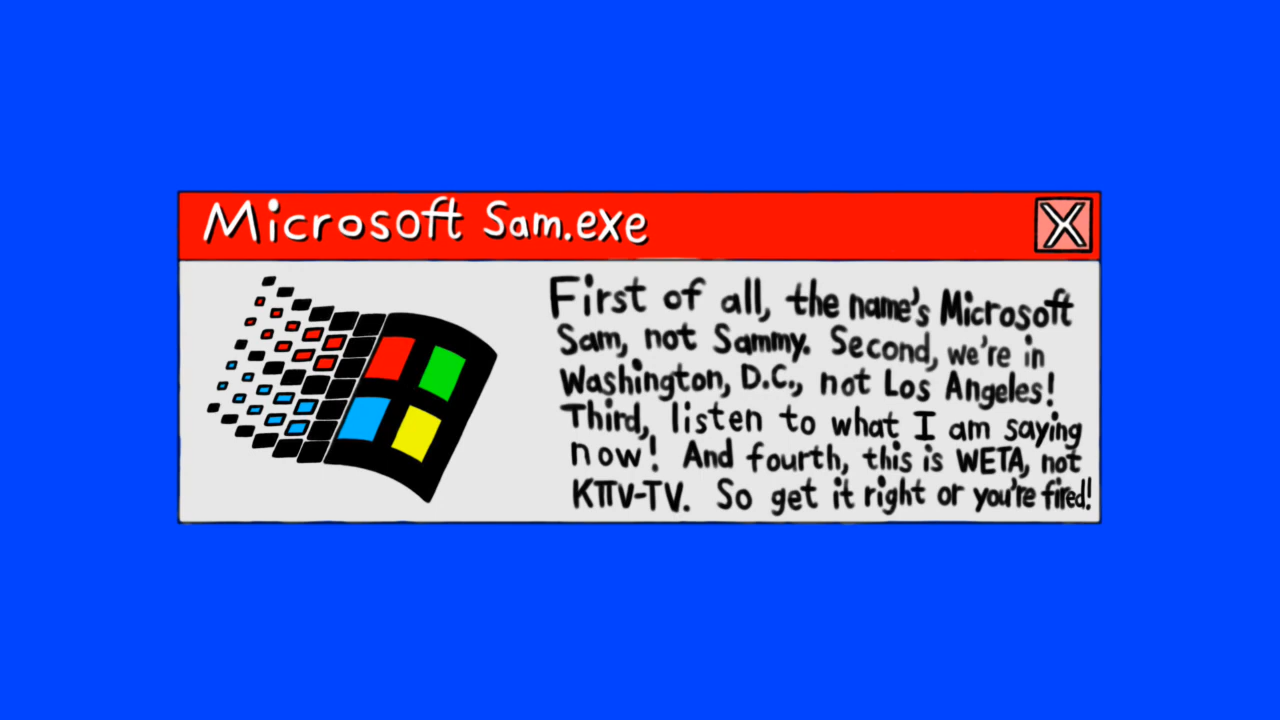 Microsoft Sam.exe
X
First of all, the name's Microsoft
Sam, not Sammy. Second, we're in
Washington, D.C., not Los Angeles!
Third, listen to what I am saying
now! And fourth, this is WETA, not
KTTV-TV. So get it right or you're fired!